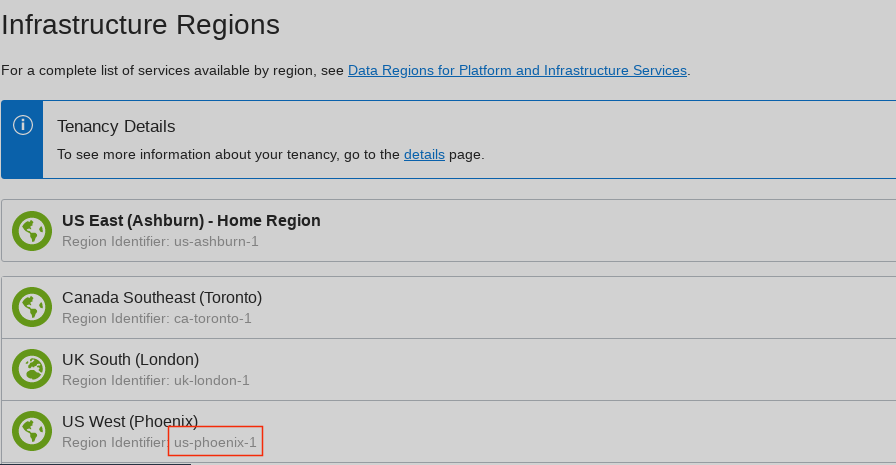 Infrastructure Regions
For a complete list of services available by region, see Data Regions for Platform and Infrastructure Services.
Tenancy Details
To see more information about your tenancy, go to the details page.
US East (Ashburn) - Home Region
Region Identifier: us-ashburn-1
Canada Southeast (Toronto)
Region Identifier: ca-toronto-1
UK South (London)
Region Identifier: uk-london-1
US West (Phoenix)
Region Identifier: us-phoenix-1